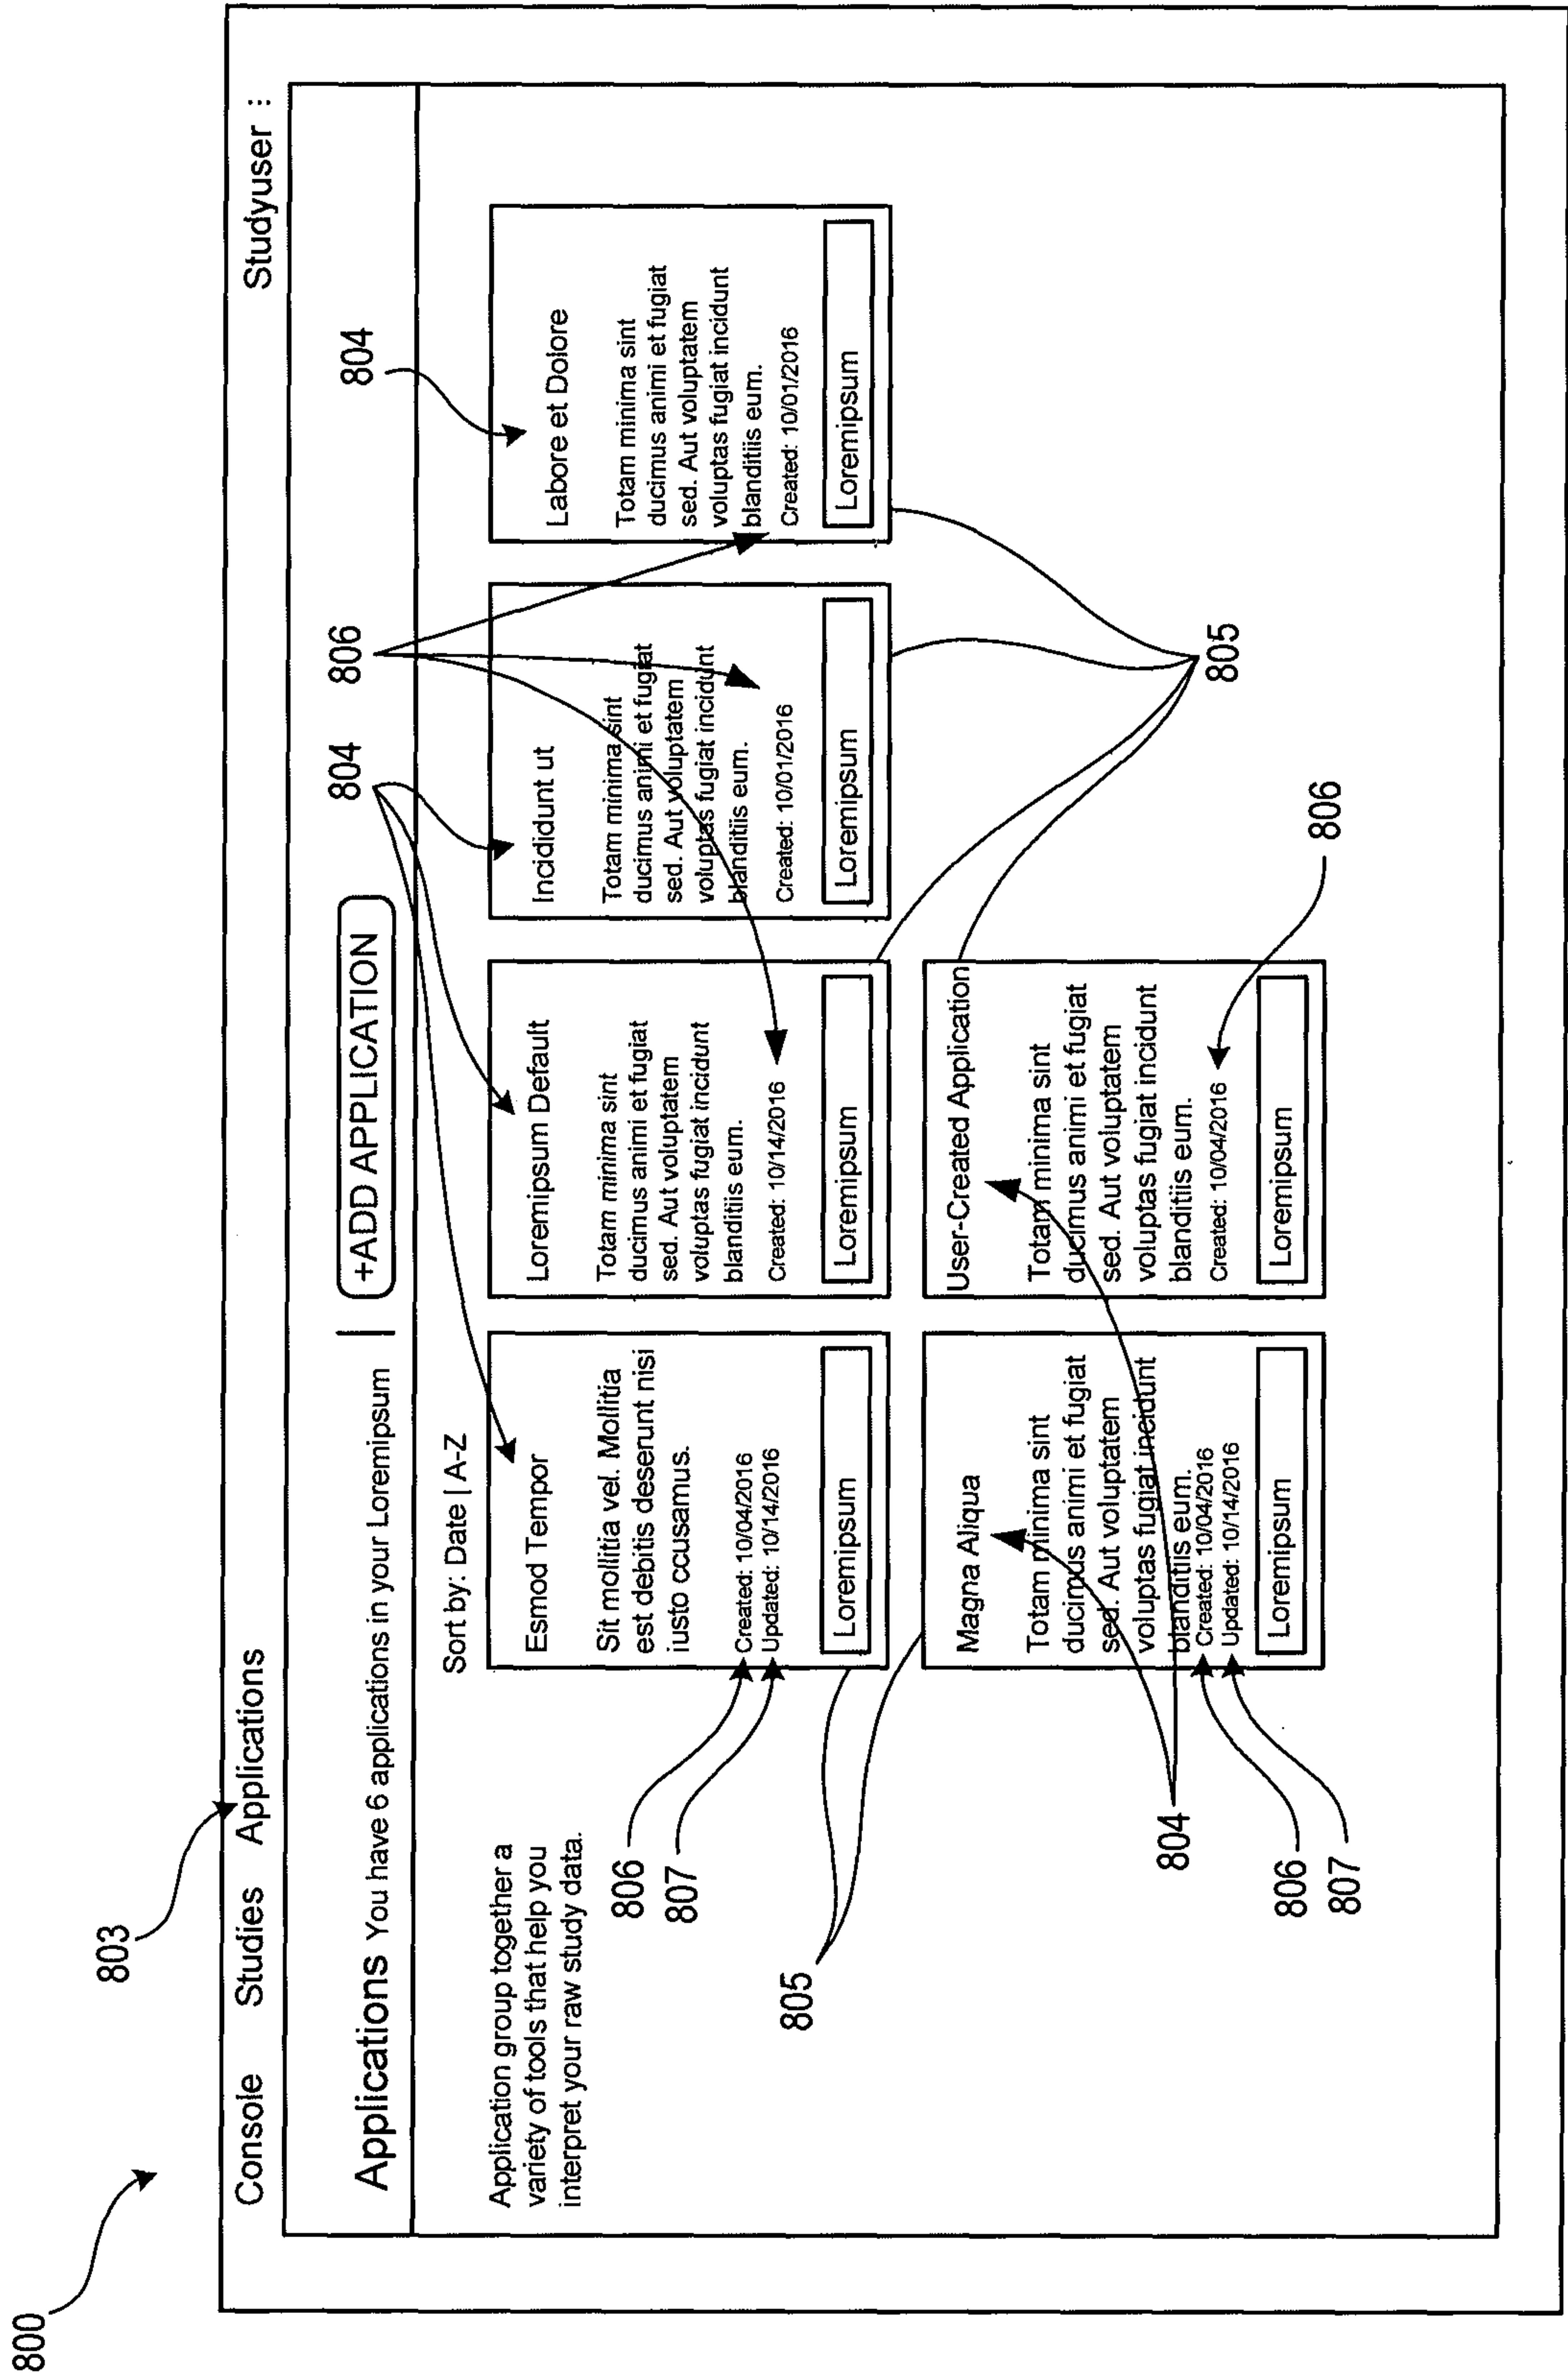 800
803
Console Studies Applications
Studyuser :
Applications You have 6 applications in your Loremipsum
+ADD APPLICATION
804
806
804
Application group together a
variety of tools that help you
interpret your raw study data.
Sort by: Date | A-Z
Esmod Tempor
Sit mollitia vel. Mollitia
est debitis deserunt nisi
iusto ccusamus.
Created: 10/04/2016
Updated: 10/14/2016
Loremipsum
806
807
805
Loremipsum Default
Totam minima sint
ducimus animi et fugiat
sed. Aut voluptatem
voluptas fugiat incidunt
blanditiis eum.
Created: 10/14/2016
Loremipsum
Incididunt ut
Totam minima sint
ducimus animi et fugiat
sed. Aut voluptatem
voluptas fugiat incidunt
blanditiis eum.
Created: 10/01/2016
Loremipsum
Labore et Dolore
Totam minima sint
ducimus animi et fugiat
sed. Aut voluptatem
voluptas fugiat incidunt
blanditiis eum.
Created: 10/01/2016
Loremipsum
Magna Aliqua
Totam minima sint
ducimus animi et fugiat
sed. Aut voluptatem
voluptas fugiat incidunt
blanditiis eum.
Created: 10/04/2016
Updated: 10/14/2016
Loremipsum
804
806
807
User-Created Application
Totam minima sint
ducimus animi et fugiat
sed. Aut voluptatem
voluptas fugiat incidunt
blanditiis eum.
Created: 10/04/2016
Loremipsum
805
806